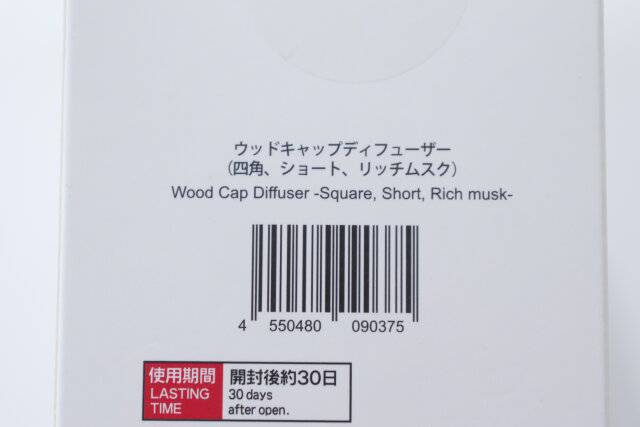 ウッドキャップディフューザー
(四角、ショート、リッチムスク)
Wood Cap Diffuser -Square, Short, Rich musk-
4 550480 090375
使用期間 開封後約30日
LASTING 30 days
TIME after open.